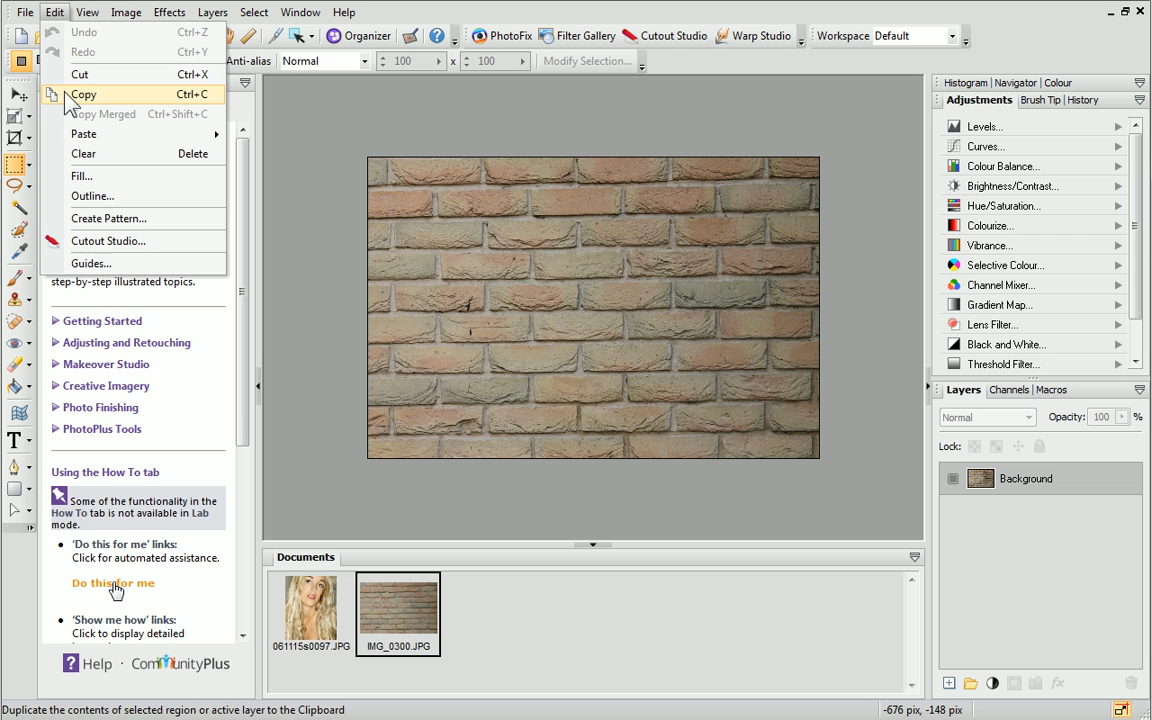 File Edit View Image Effects Layers Select Window Help
Undo Ctrl+Z
Redo Ctrl+Y
Cut Ctrl+X
Copy Ctrl+C
opy Merged Ctrl+Shift+C
Paste
Clear Delete
Fill...
Outline...
Create Pattern...
Cutout Studio...
Guides...
Organizer PhotoFix Filter Gallery Cutout Studio Warp Studio Workspace Default
Anti-alias Normal 100 x 100 Modify Selection...
step-by-step illustrated topics.
Getting Started
Adjusting and Retouching
Makeover Studio
Creative Imagery
Photo Finishing
PhotoPlus Tools
Using the How To tab
Some of the functionality in the
How To tab is not available in Lab
mode.
'Do this for me' links:
Click for automated assistance.
Do this for me
'Show me how' links:
Click to display detailed
Help · CommunityPlus
Documents
061115s0097.JPG IMG_0300.JPG
Histogram | Navigator | Colour
Adjustments Brush Tip | History
Levels...
Curves...
Colour Balance...
Brightness/Contrast...
Hue/Saturation...
Colourize...
Vibrance...
Selective Colour...
Channel Mixer...
Gradient Map...
Lens Filter...
Black and White...
Threshold Filter...
Layers Channels | Macros
Normal Opacity: 100 %
Lock:
Background
Duplicate the contents of selected region or active layer to the Clipboard
-676 pix, -148 pix